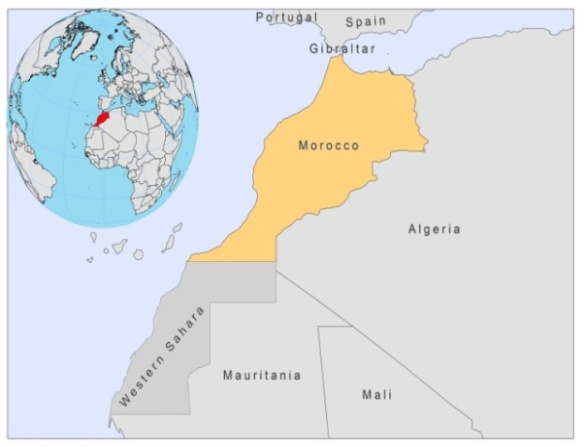 Portugal
Spain
Gibraltar
Morocco
Algeria
Western Sahara
Mauritania
Mali